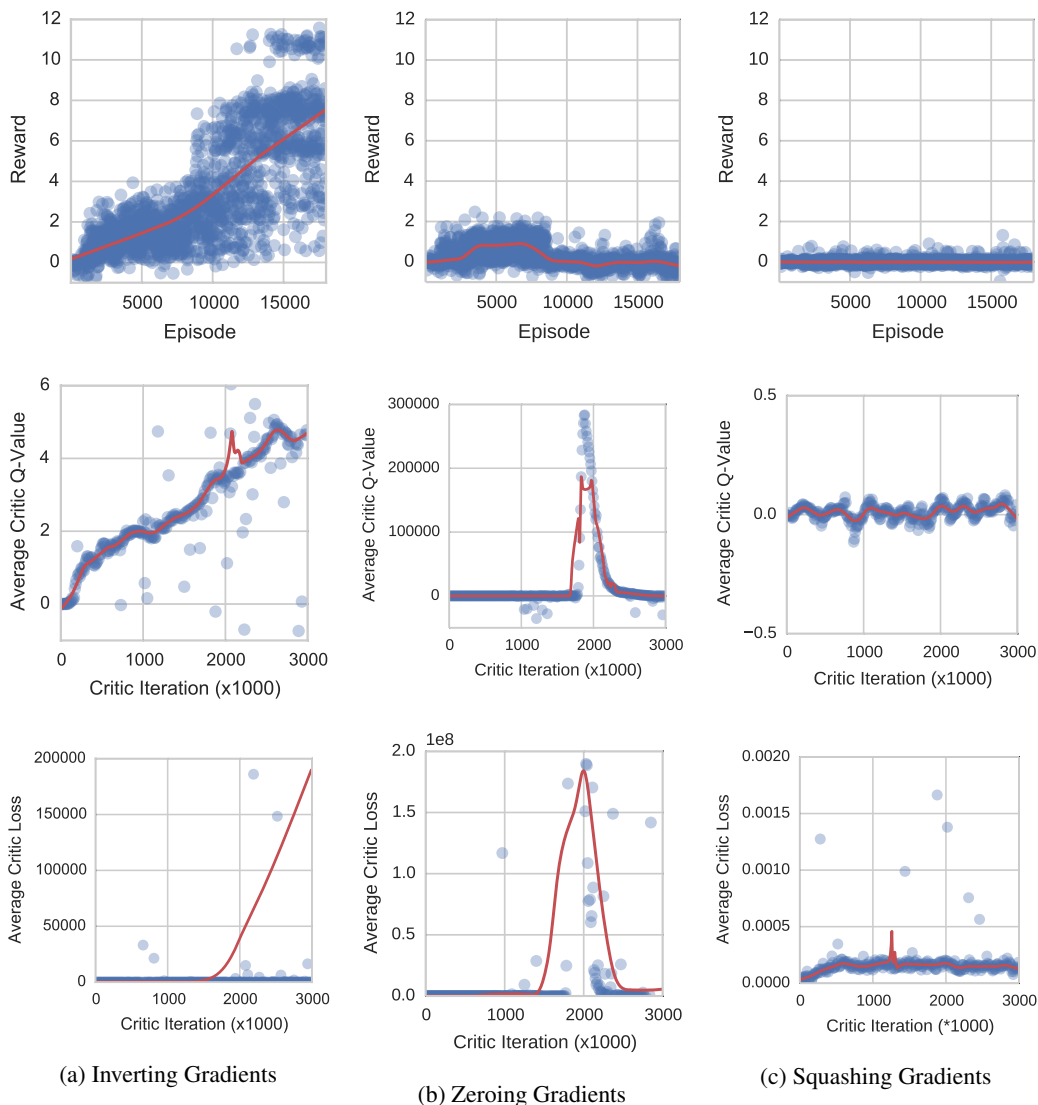 12
10
8
6
4
2
0
Reward
5000 10000 15000
Episode
12
10
8
6
4
2
0
Reward
5000 10000 15000
Episode
12
10
8
6
4
2
0
Reward
5000 10000 15000
Episode
6
4
2
0
Average Critic Q-Value
0 1000 2000 3000
Critic Iteration (x1000)
300000
200000
100000
0
Average Critic Q-Value
0 1000 2000 3000
Critic Iteration (x1000)
0.5
0.0
−0.5
Average Critic Q-Value
0 1000 2000 3000
Critic Iteration (x1000)
200000
150000
100000
50000
0
Average Critic Loss
0 1000 2000 3000
Critic Iteration (x1000)
(a) Inverting Gradients
1e8
2.0
1.5
1.0
0.5
0.0
Average Critic Loss
0 1000 2000 3000
Critic Iteration (x1000)
(b) Zeroing Gradients
0.0020
0.0015
0.0010
0.0005
0.0000
Average Critic Loss
0 1000 2000 3000
Critic Iteration (*1000)
(c) Squashing Gradients